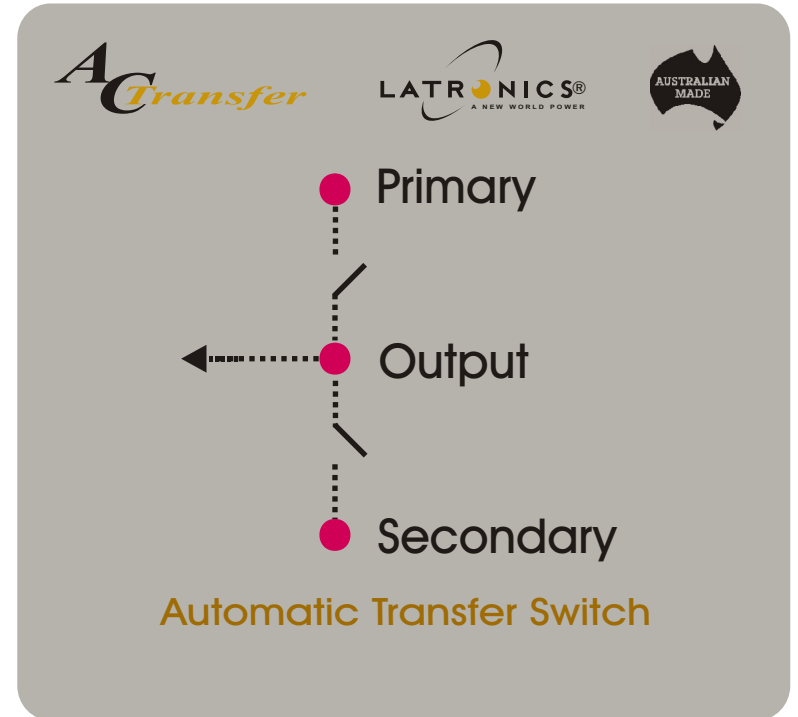 AC Transfer
LATRONICS®
A NEW WORLD POWER
AUSTRALIAN
MADE
Primary
Output
Secondary
Automatic Transfer Switch